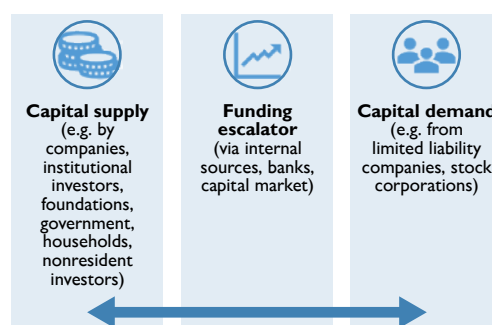 Capital supply
(e.g. by
companies,
institutional
investors,
foundations,
government,
households,
nonresident
investors)
Funding
escalator
(via internal
sources, banks,
capital market)
Capital demand
(e.g. from
limited liability
companies, stock
corporations)